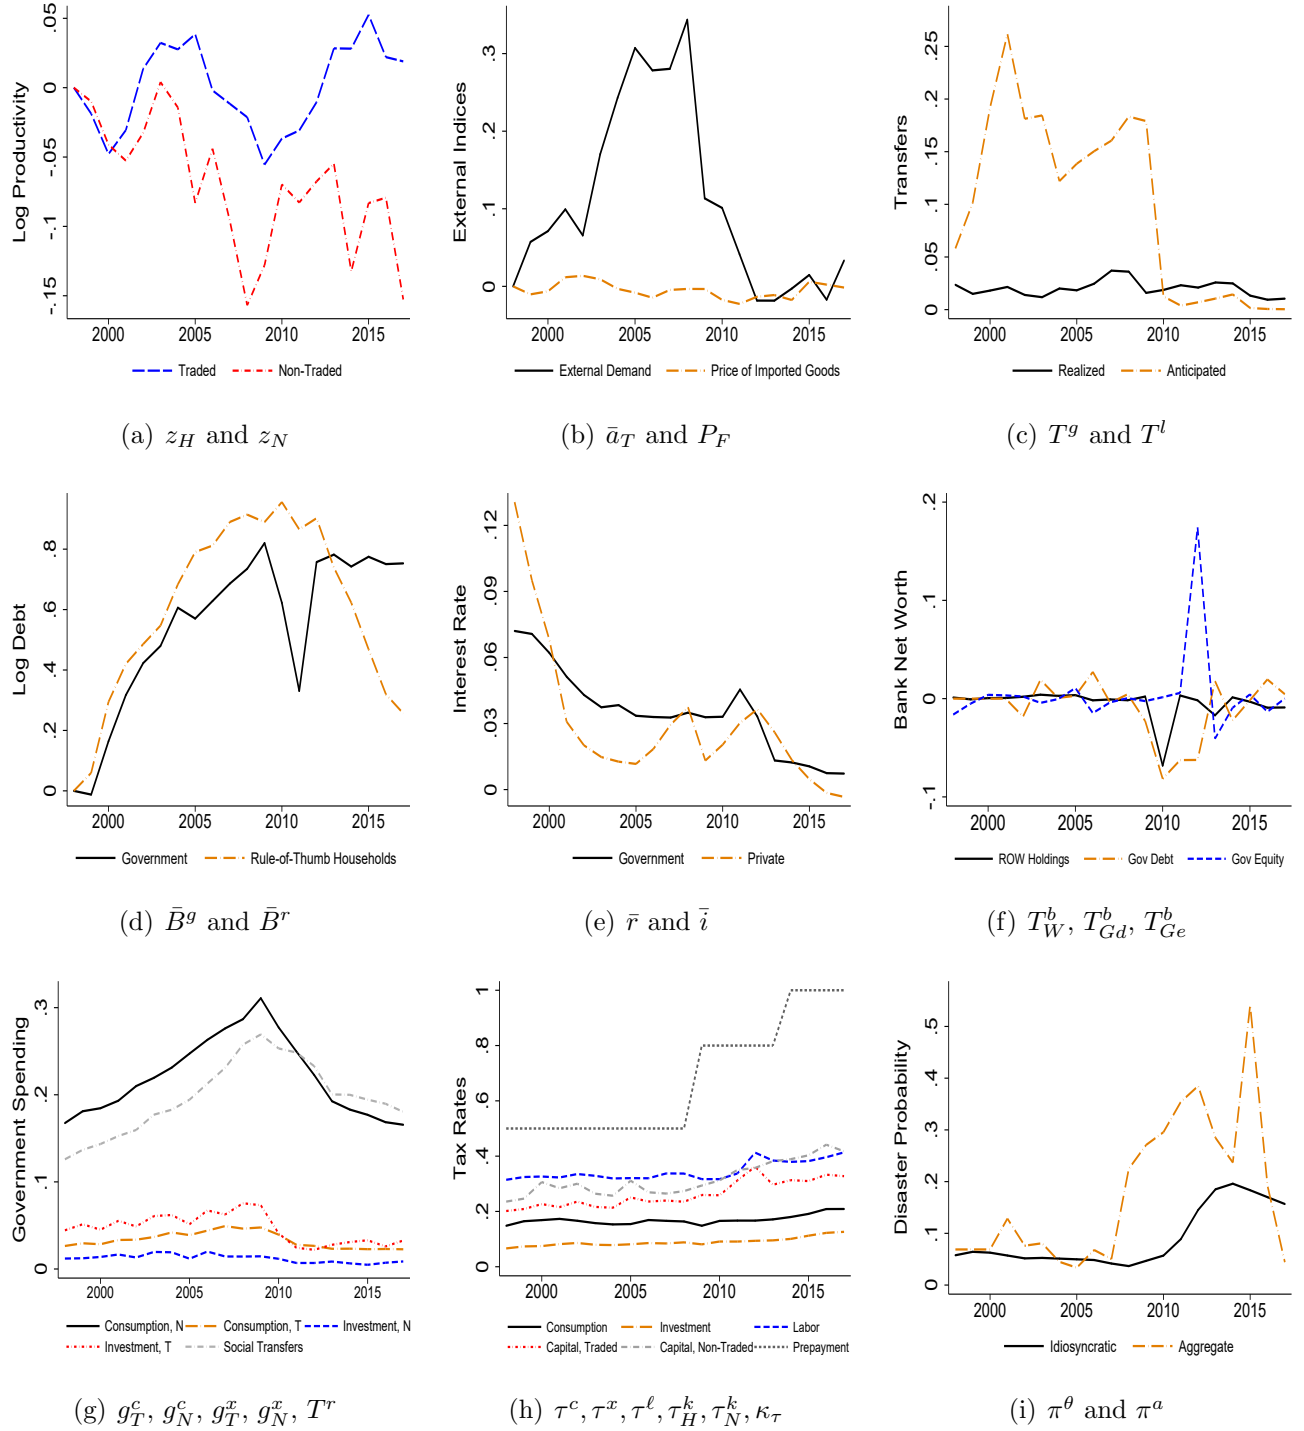 Log Productivity
.05
0
-.05
-.1
-.15
2000 2005 2010 2015
Traded Non-Traded
(a) z_H and z_N
External Indices
.3
.2
.1
0
2000 2005 2010 2015
External Demand Price of Imported Goods
(b) ā_T and P_F
Transfers
.25
.2
.15
.1
.05
0
2000 2005 2010 2015
Realized Anticipated
(c) T^g and T^l
Log Debt
.8
.6
.4
.2
0
2000 2005 2010 2015
Government Rule-of-Thumb Households
(d) B̄^g and B̄^r
Interest Rate
.12
.09
.06
.03
0
2000 2005 2010 2015
Government Private
(e) r̄ and ī
Bank Net Worth
.2
.1
0
-.1
2000 2005 2010 2015
ROW Holdings Gov Debt Gov Equity
(f) T^b_W, T^b_{Gd}, T^b_{Ge}
Government Spending
.3
.2
.1
0
2000 2005 2010 2015
Consumption, N Consumption, T Investment, N
Investment, T Social Transfers
(g) g^c_T, g^c_N, g^x_T, g^x_N, T^r
Tax Rates
1
.8
.6
.4
.2
0
2000 2005 2010 2015
Consumption Investment Labor
Capital, Traded Capital, Non-Traded Prepayment
(h) τ^c, τ^x, τ^ℓ, τ^k_H, τ^k_N, κ_τ
Disaster Probability
.5
.4
.3
.2
.1
0
2000 2005 2010 2015
Idiosyncratic Aggregate
(i) π^θ and π^a